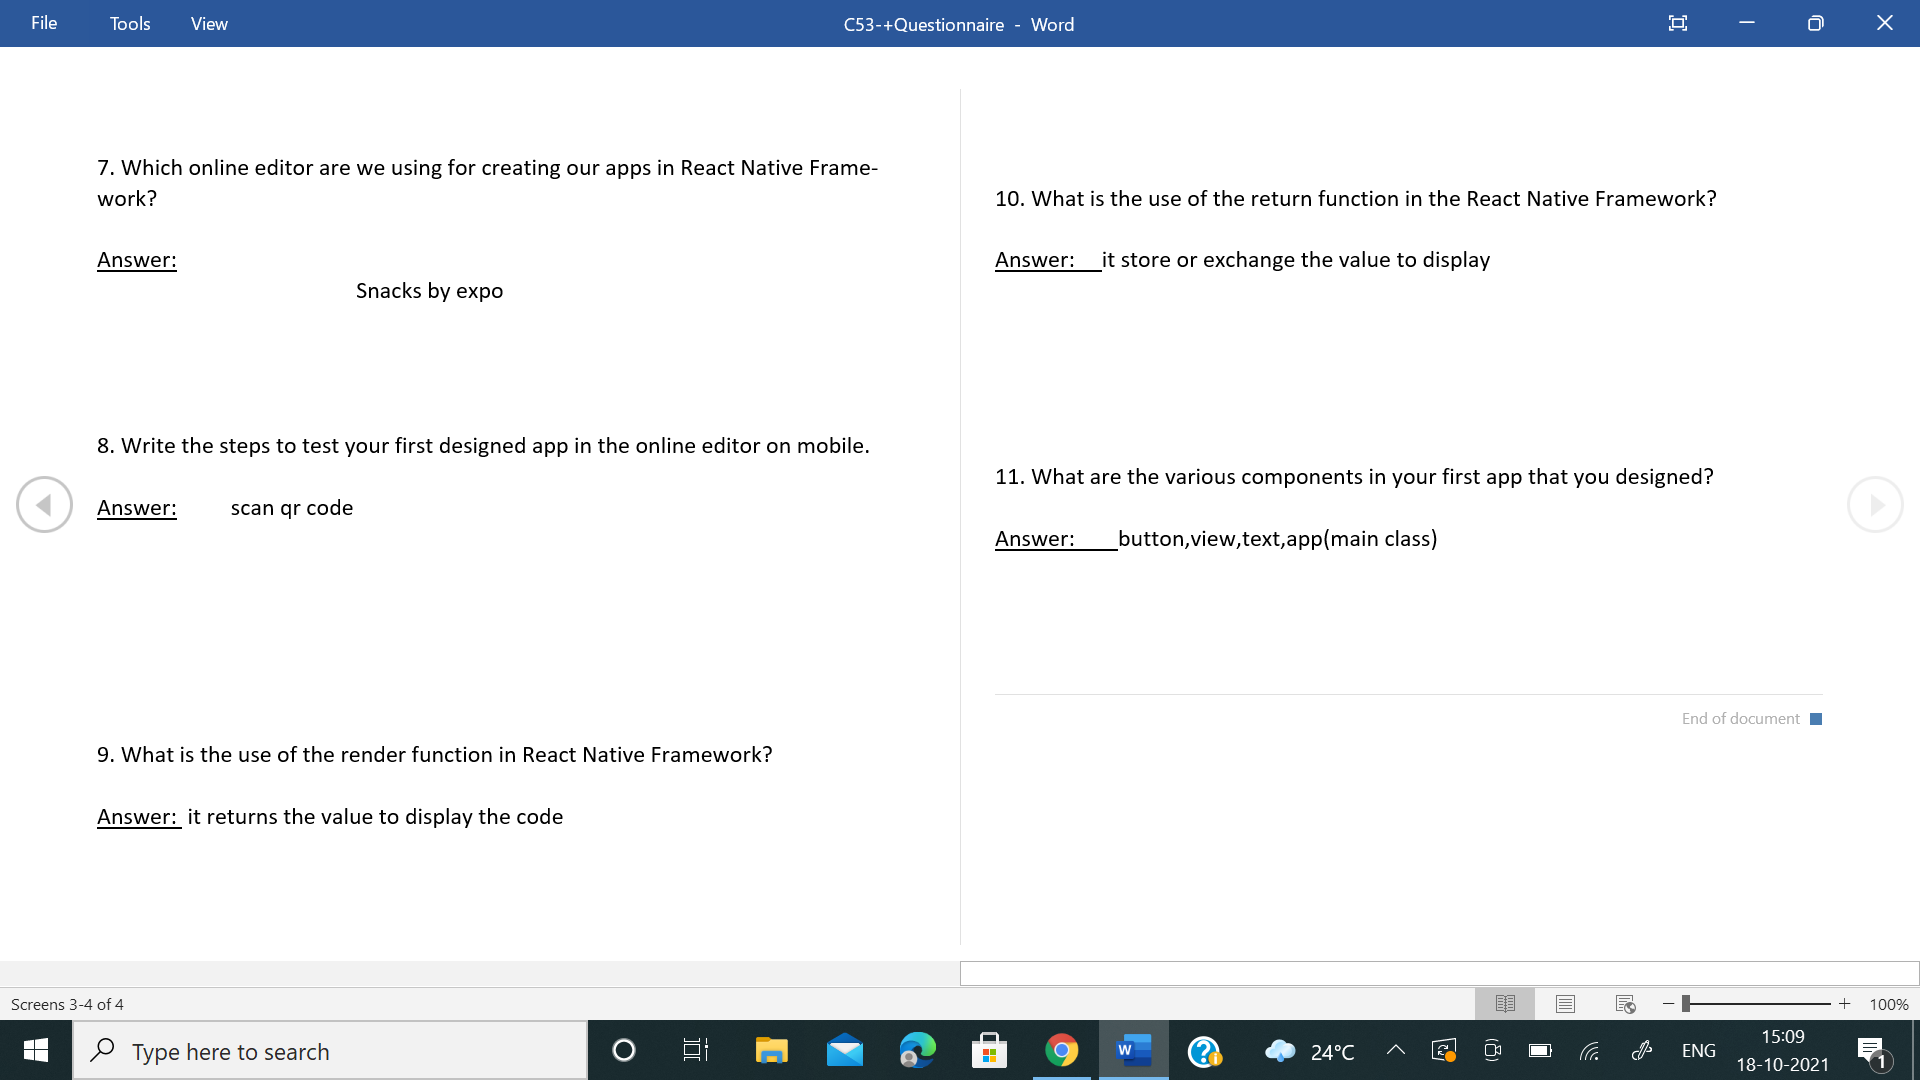 File Tools View C53-+Questionnaire - Word
7. Which online editor are we using for creating our apps in React Native Frame-
work?
Answer:
Snacks by expo
8. Write the steps to test your first designed app in the online editor on mobile.
Answer: scan qr code
9. What is the use of the render function in React Native Framework?
Answer: it returns the value to display the code
10. What is the use of the return function in the React Native Framework?
Answer: it store or exchange the value to display
11. What are the various components in your first app that you designed?
Answer: button,view,text,app(main class)
End of document
Screens 3-4 of 4
100%
Type here to search
W
24°C
ENG
15:09
18-10-2021
1